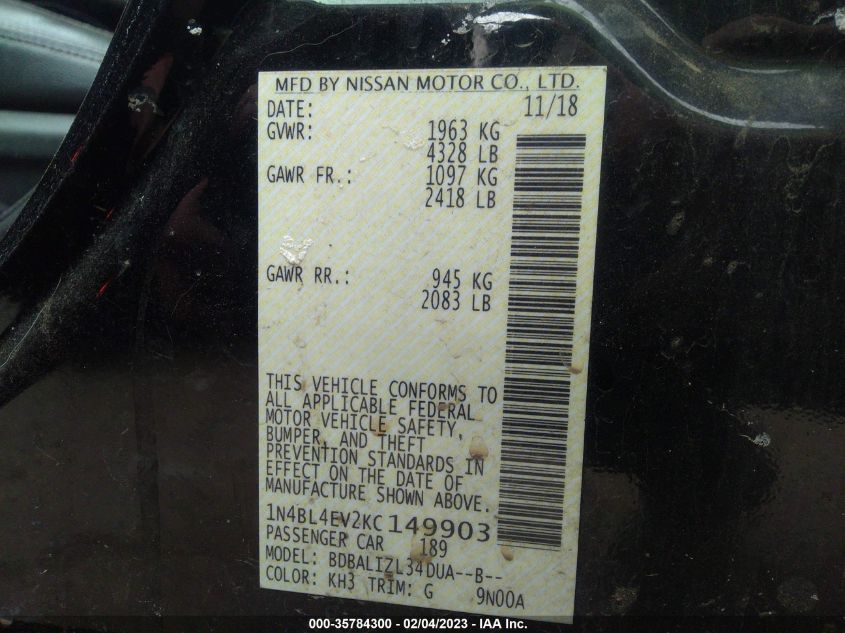 MFD BY NISSAN MOTOR CO., LTD.
DATE: 11/18
GVWR: 1963 KG
4328 LB
GAWR FR.: 1097 KG
2418 LB
GAWR RR.: 945 KG
2083 LB
THIS VEHICLE CONFORMS TO
ALL APPLICABLE FEDERAL
MOTOR VEHICLE SAFETY,
BUMPER, AND THEFT
PREVENTION STANDARDS IN
EFFECT ON THE DATE OF
MANUFACTURE SHOWN ABOVE.
1N4BL4EV2KC149903
PASSENGER CAR 189
MODEL: BDBALIZL34DUA--B--
COLOR: KH3 TRIM: G 9N00A
000-35784300 - 02/04/2023 - IAA Inc.